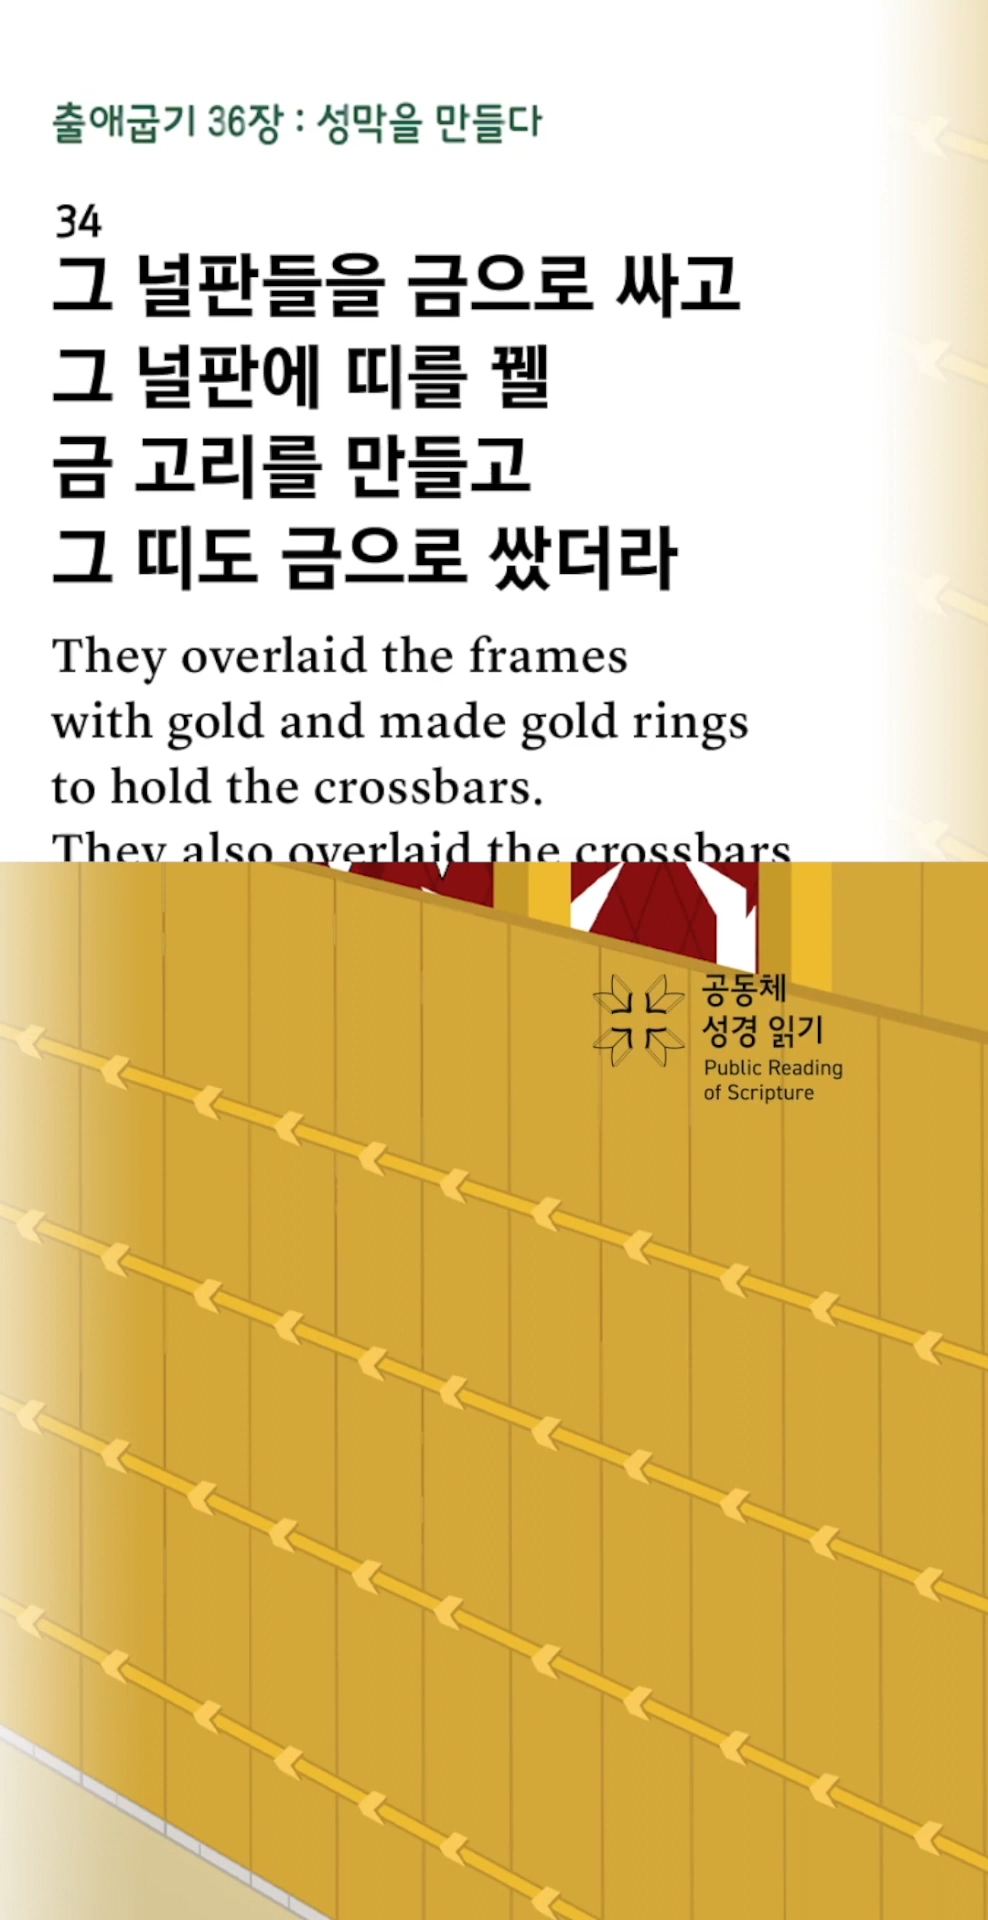 출애굽기 36장 : 성막을 만들다
34
그 널판들을 금으로 싸고
그 널판에 띠를 꿸
금 고리를 만들고
그 띠도 금으로 쌌더라
They overlaid the frames
with gold and made gold rings
to hold the crossbars.
They also overlaid the crossbars
공동체
성경 읽기
Public Reading
of Scripture